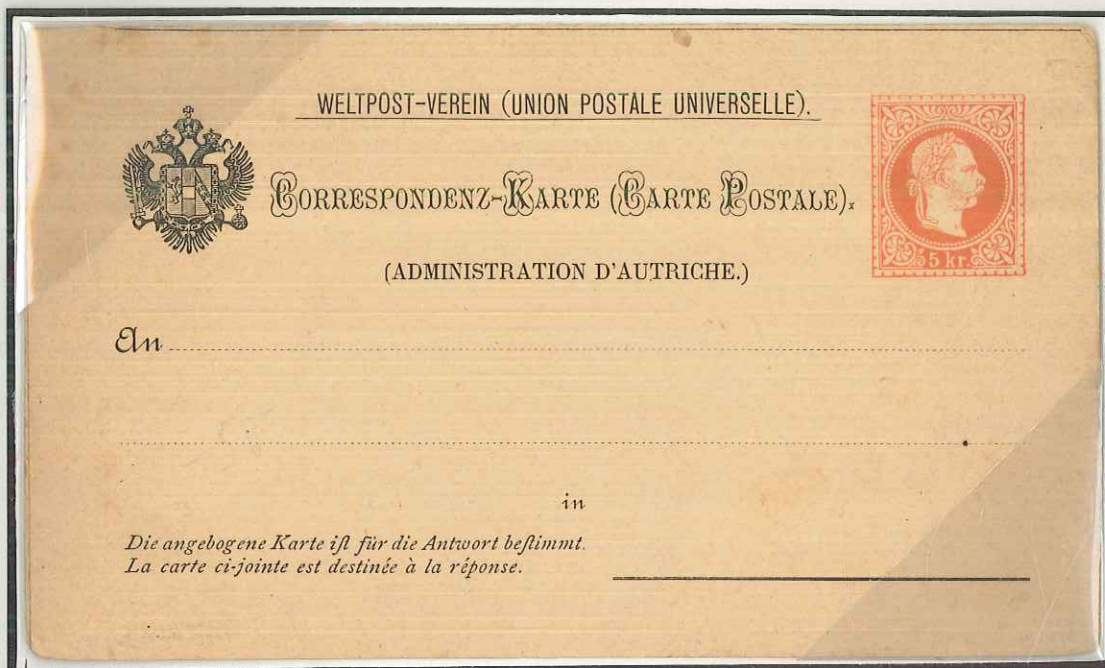 WELTPOST-VEREIN (UNION POSTALE UNIVERSELLE).
CORRESPONDENZ-KARTE (CARTE POSTALE).
(ADMINISTRATION D'AUTRICHE.)
5 kr.
An
in
Die angebogene Karte iſt für die Antwort beſtimmt.
La carte ci-jointe est destinée à la réponse.